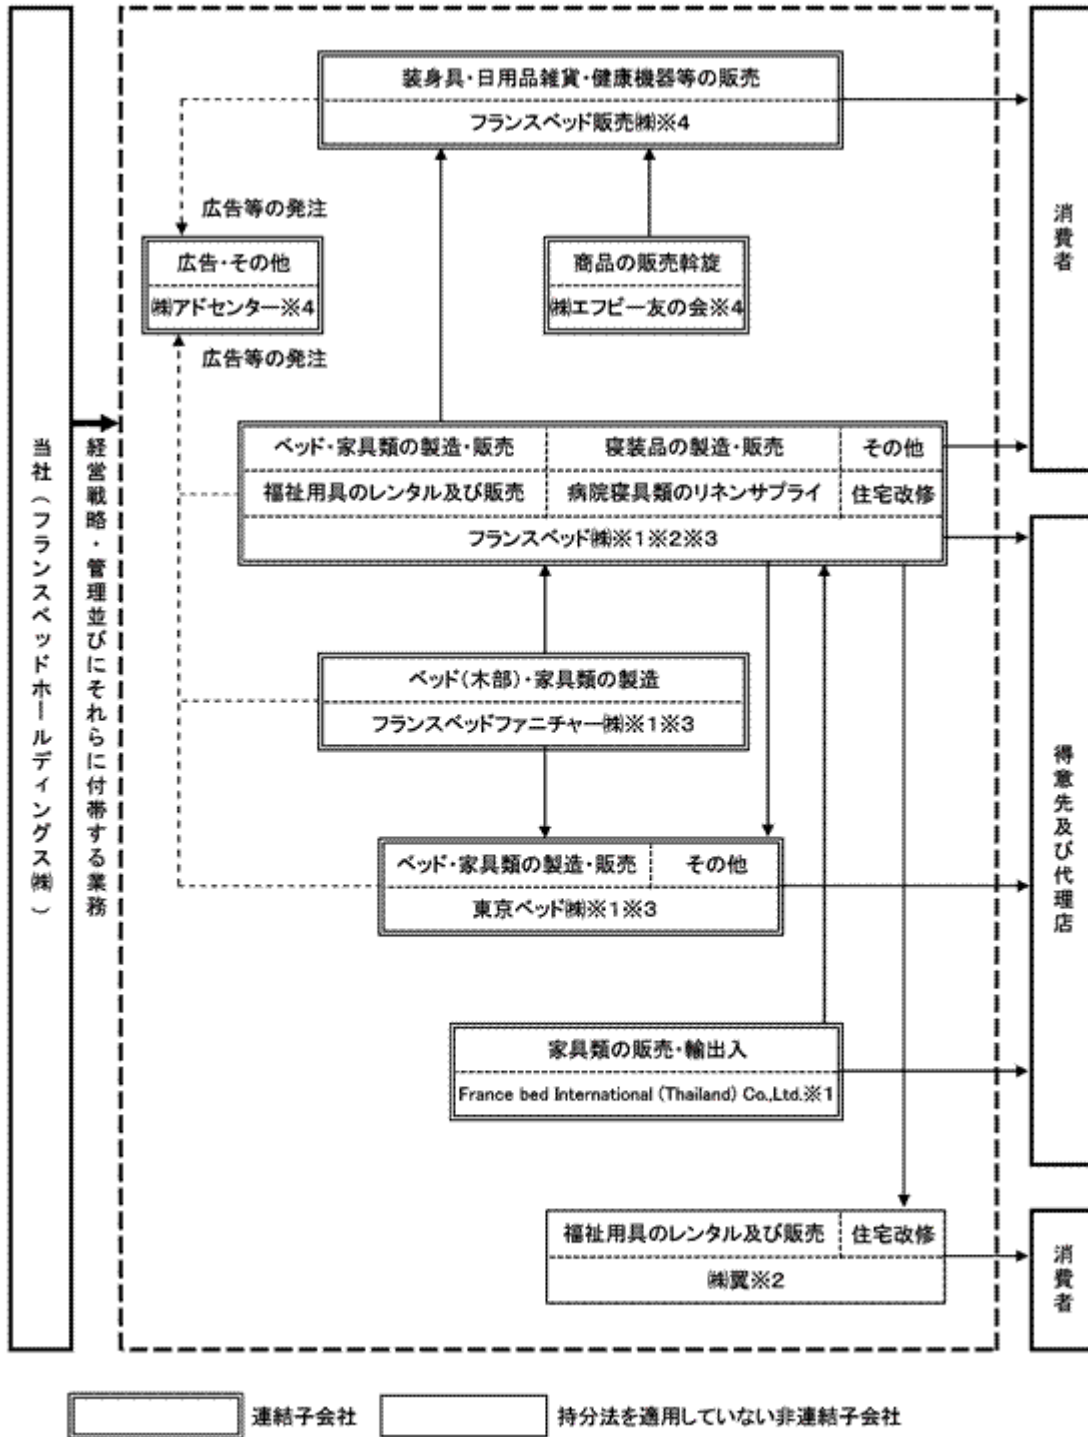 装身具・日用品雑貨・健康機器等の販売
フランスベッド販売㈱※4
広告等の発注
広告・その他
㈱アドセンター※4
商品の販売斡旋
㈱エフビー友の会※4
広告等の発注
消費者
当社(フランスベッドホールディングス㈱)
経営戦略・管理並びにそれらに付帯する業務
ベッド・家具類の製造・販売 寝装品の製造・販売 その他
福祉用具のレンタル及び販売 病院寝具類のリネンサプライ 住宅改修
フランスベッド㈱※1※2※3
ベッド(木部)・家具類の製造
フランスベッドファニチャー㈱※1※3
ベッド・家具類の製造・販売 その他
東京ベッド㈱※1※3
得意先及び代理店
家具類の販売・輸出入
France bed International (Thailand) Co.,Ltd.※1
福祉用具のレンタル及び販売 住宅改修
㈱翼※2
消費者
連結子会社 持分法を適用していない非連結子会社